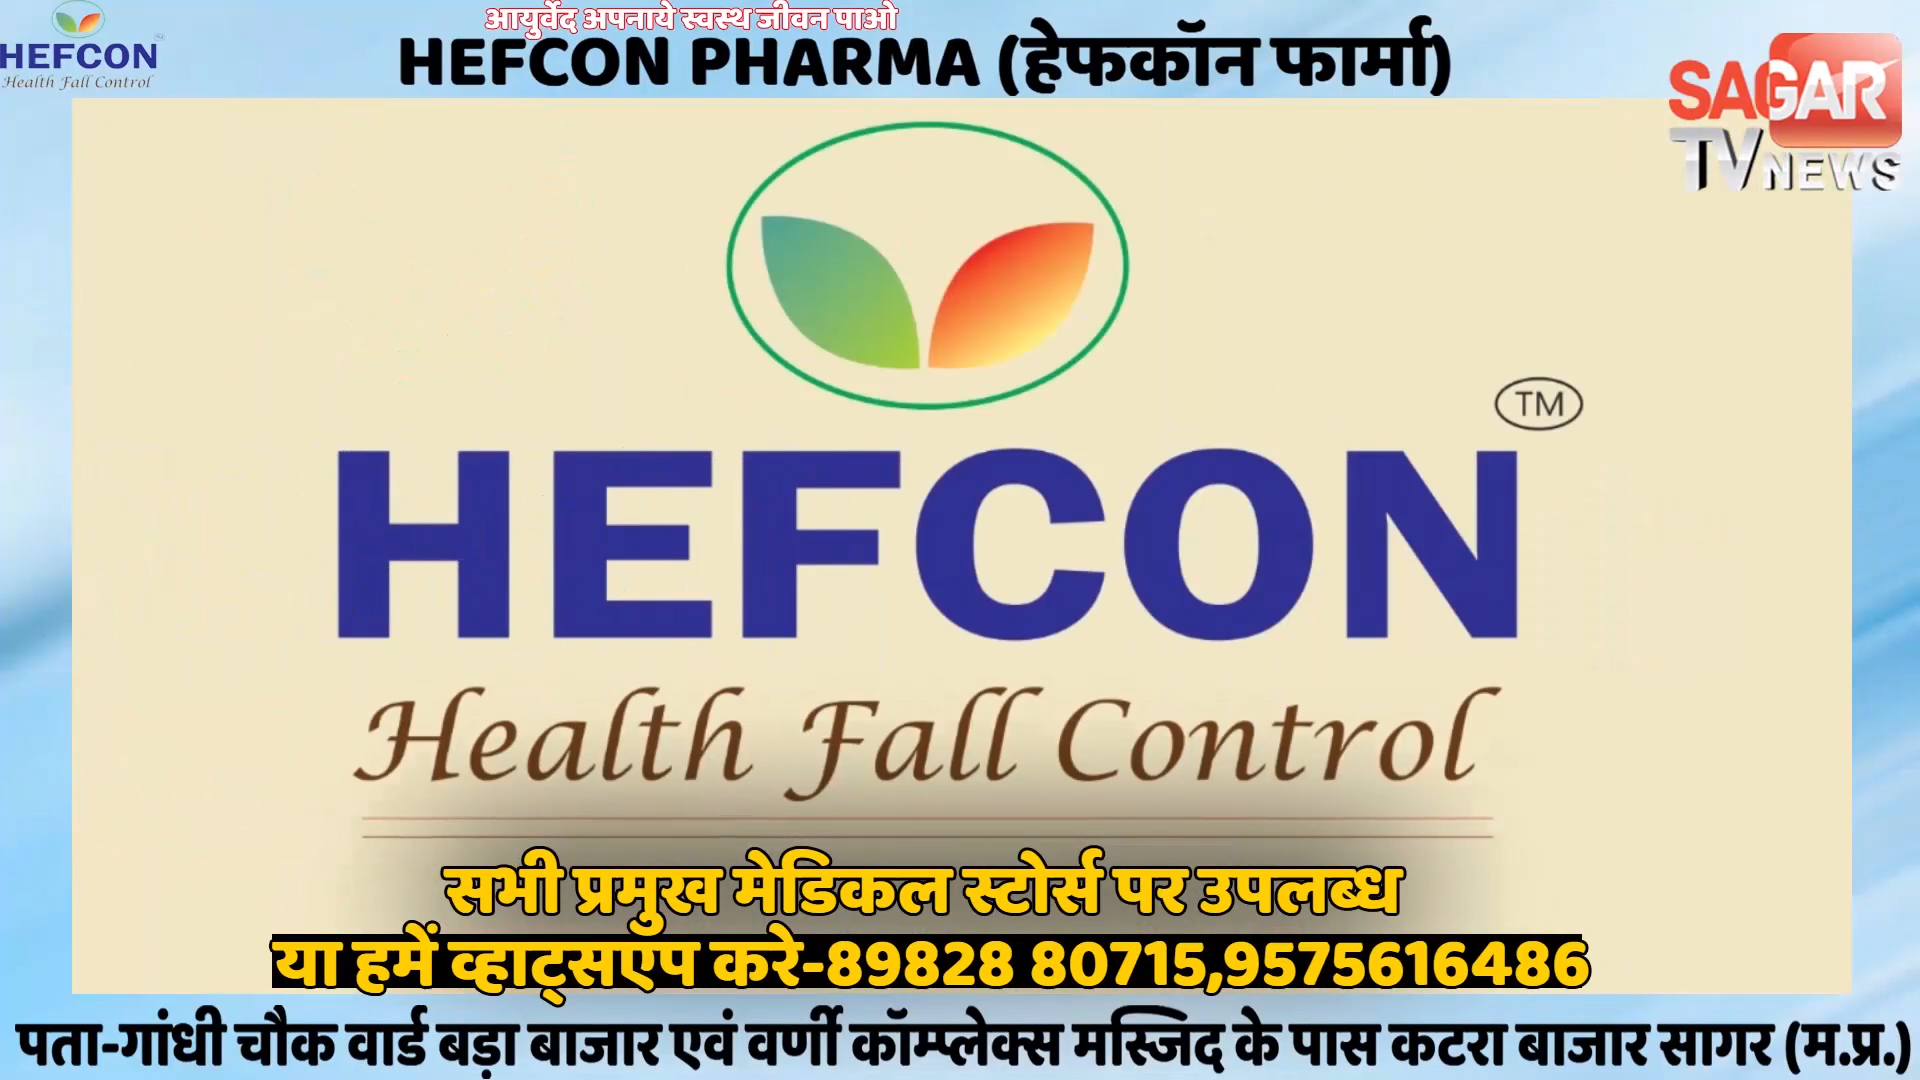 आयुर्वेद अपनाये स्वस्थ जीवन पाओ
HEFCON
Health Fall Control
HEFCON PHARMA (हेफकॉन फार्मा)
SAGAR
TV NEWS
TM
HEFCON
Health Fall Control
सभी प्रमुख मेडिकल स्टोर्स पर उपलब्ध
या हमें व्हाट्सएप करे-89828 80715,9575616486
पता-गांधी चौक वार्ड बड़ा बाजार एवं वर्णी कॉम्प्लेक्स मस्जिद के पास कटरा बाजार सागर (म.प्र.)